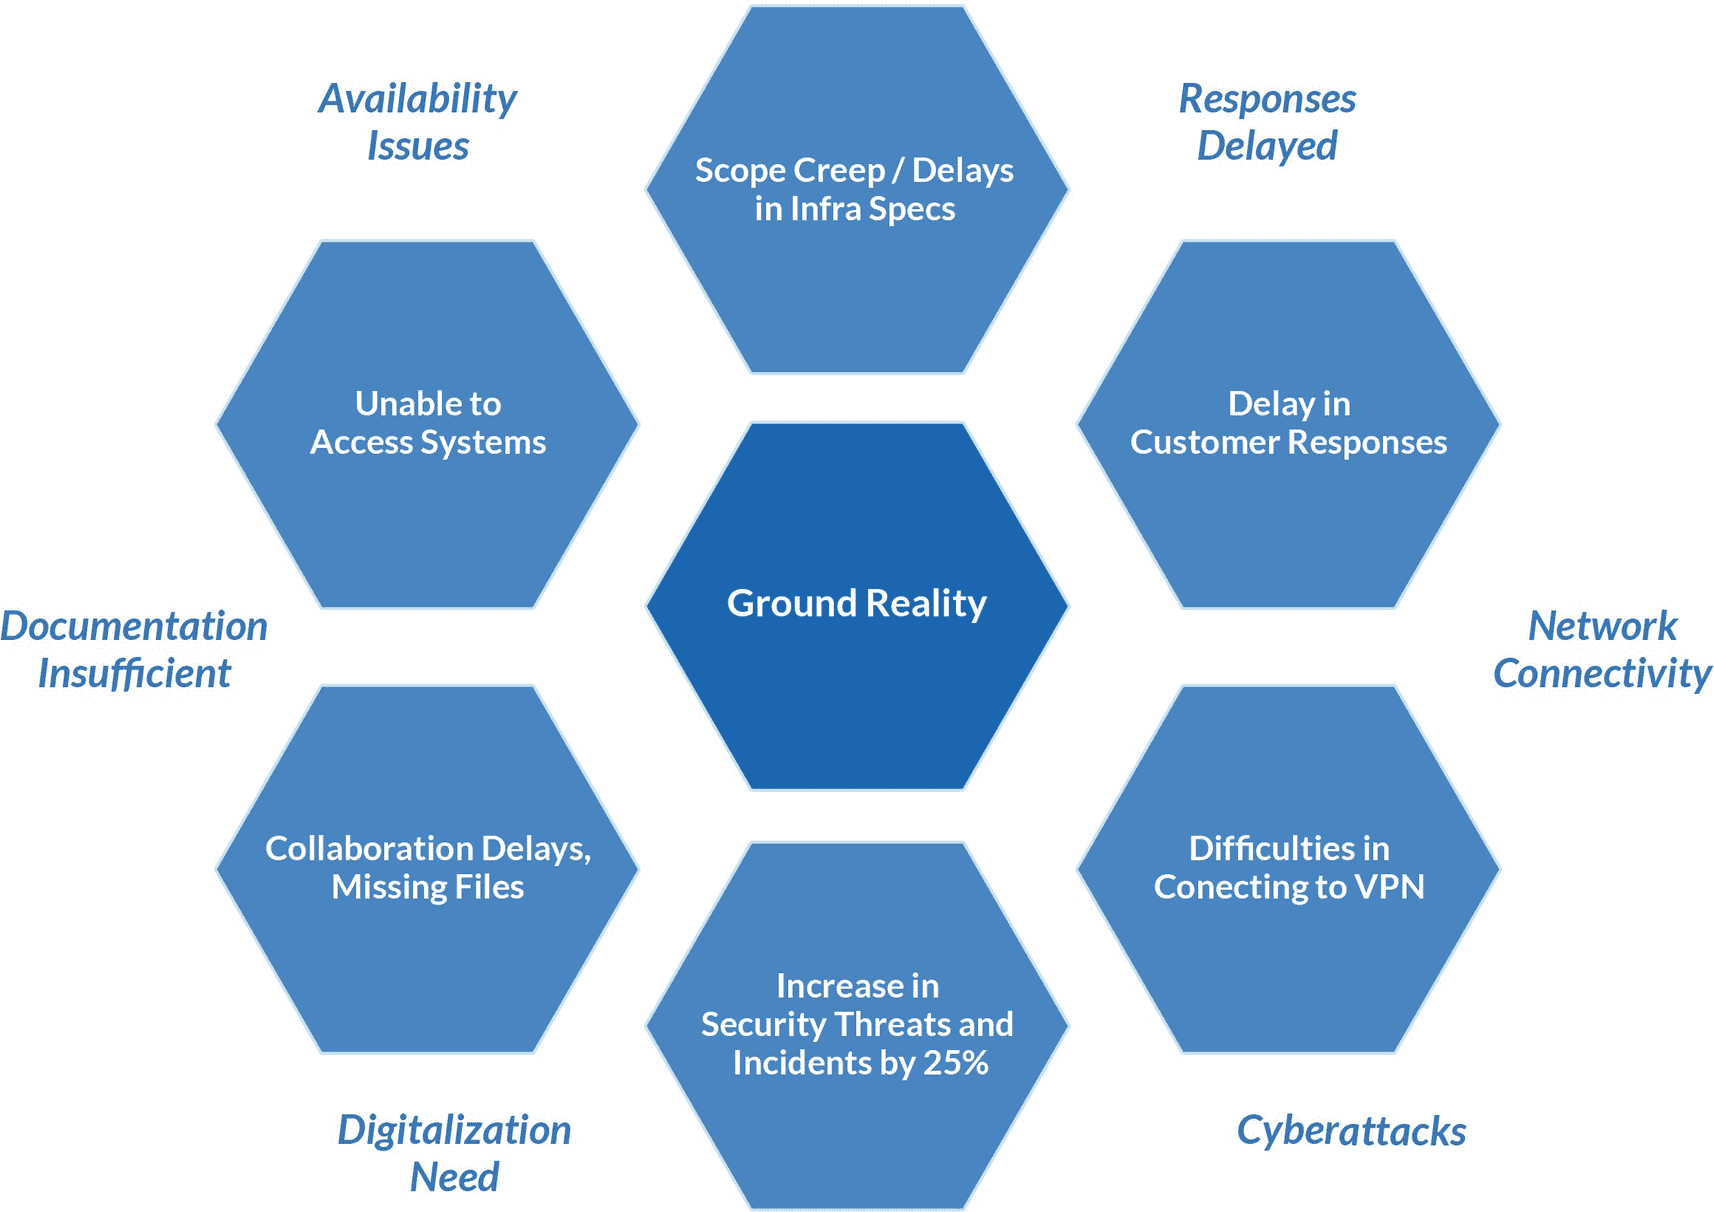 Availability
Issues
Responses
Delayed
Scope Creep / Delays
in Infra Specs
Unable to
Access Systems
Delay in
Customer Responses
Ground Reality
Documentation
Insufficient
Network
Connectivity
Collaboration Delays,
Missing Files
Difficulties in
Conecting to VPN
Increase in
Security Threats and
Incidents by 25%
Digitalization
Need
Cyberattacks